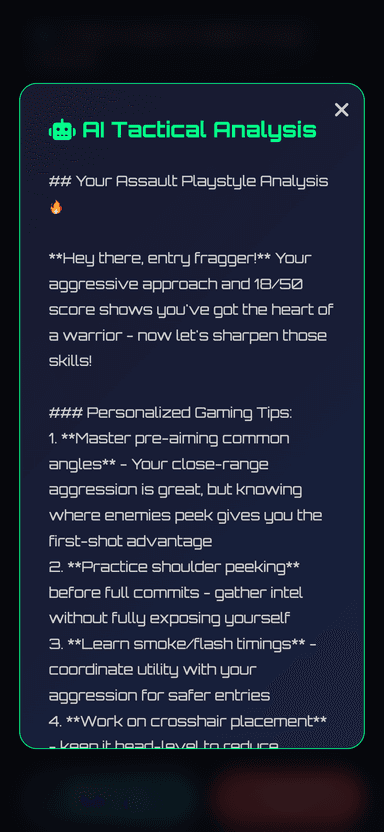 AI Tactical Analysis
## Your Assault Playstyle Analysis
🔥
**Hey there, entry fragger!** Your
aggressive approach and 18/50
score shows you've got the heart of
a warrior - now let's sharpen those
skills!
### Personalized Gaming Tips:
1. **Master pre-aiming common
angles** - Your close-range
aggression is great, but knowing
where enemies peek gives you the
first-shot advantage
2. **Practice shoulder peeking**
before full commits - gather intel
without fully exposing yourself
3. **Learn smoke/flash timings** -
coordinate utility with your
aggression for safer entries
4. **Work on crosshair placement**
- keep it head-level to reduce